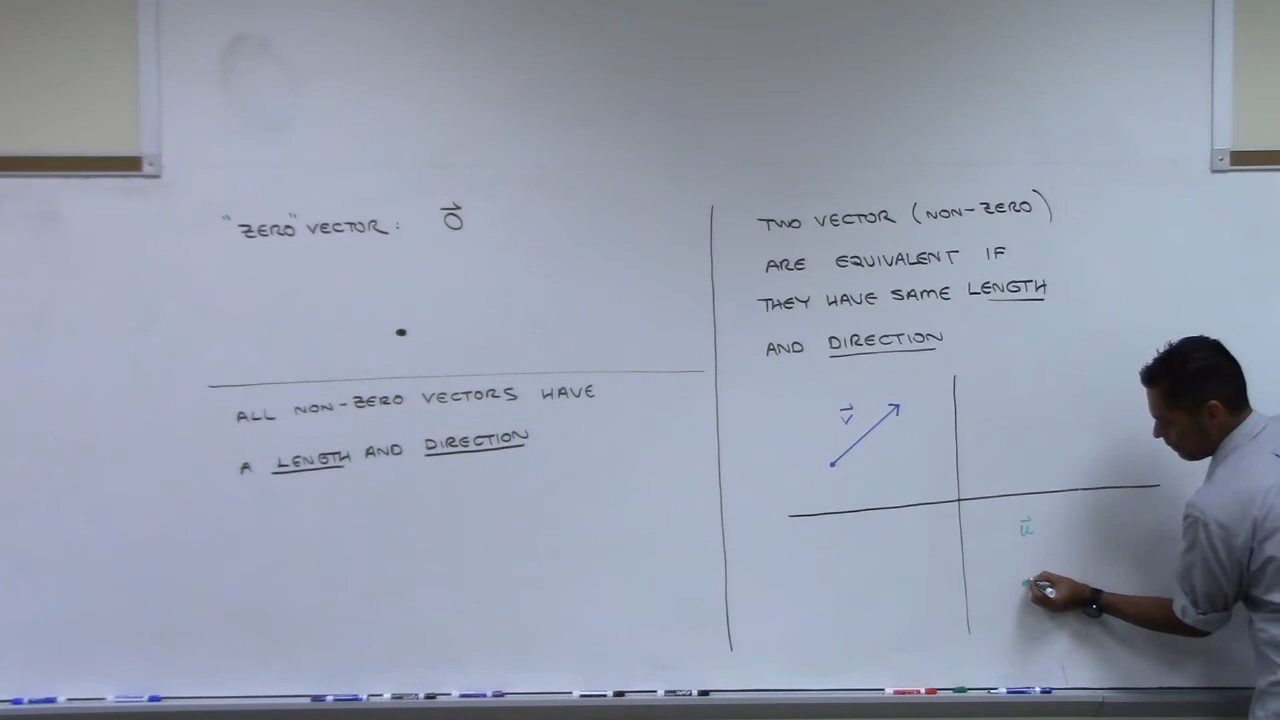 "ZERO" VECTOR: 0⃗
ALL NON-ZERO VECTORS HAVE
A LENGTH AND DIRECTION
TWO VECTOR (NON-ZERO)
ARE EQUIVALENT IF
THEY HAVE SAME LENGTH
AND DIRECTION
v⃗
u⃗